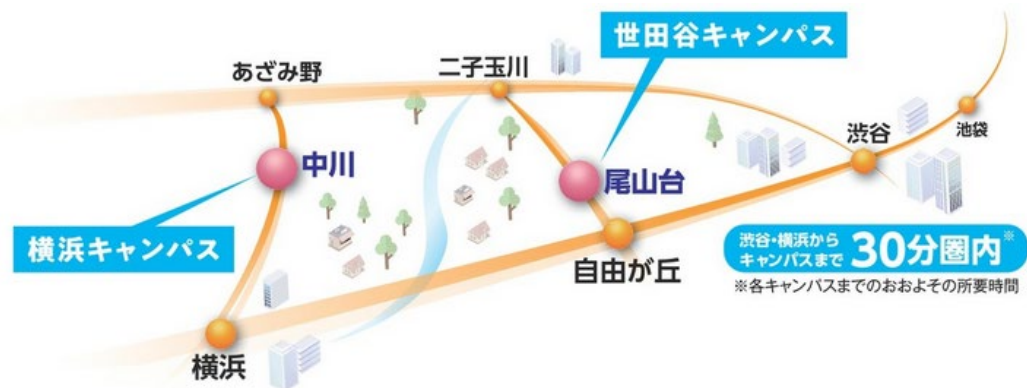 世田谷キャンパス
あざみ野
二子玉川
渋谷
池袋
中川
尾山台
横浜キャンパス
自由が丘
渋谷・横浜から
キャンパスまで
30分圏内※
※各キャンパスまでのおおよその所要時間
横浜